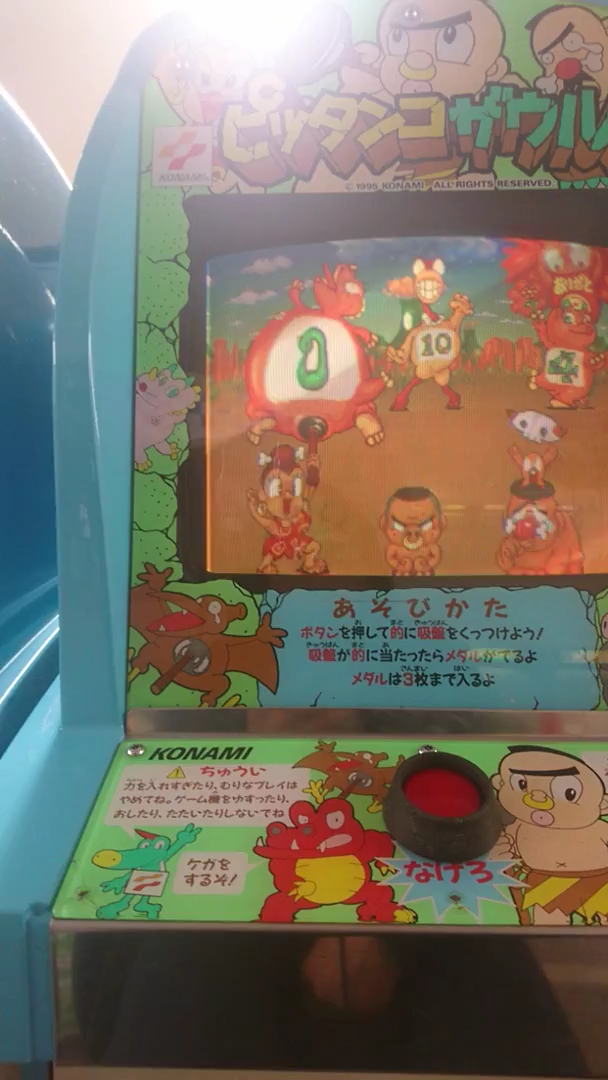 ピッタンコザウル
KONAMI
© 1995 KONAMI ALL RIGHTS RESERVED.
0
10
あそびかた
ボタンを押して的に吸盤をくっつけよう!
吸盤が的に当たったらメダルがでるよ
メダルは3枚まで入るよ
KONAMI
ちゅうい
力を入れすぎたり、むりなプレイは
やめてね。ゲーム機をゆすったり、
おしたり、たたいたりしないでね
ケガを
するぞ!
なげろ